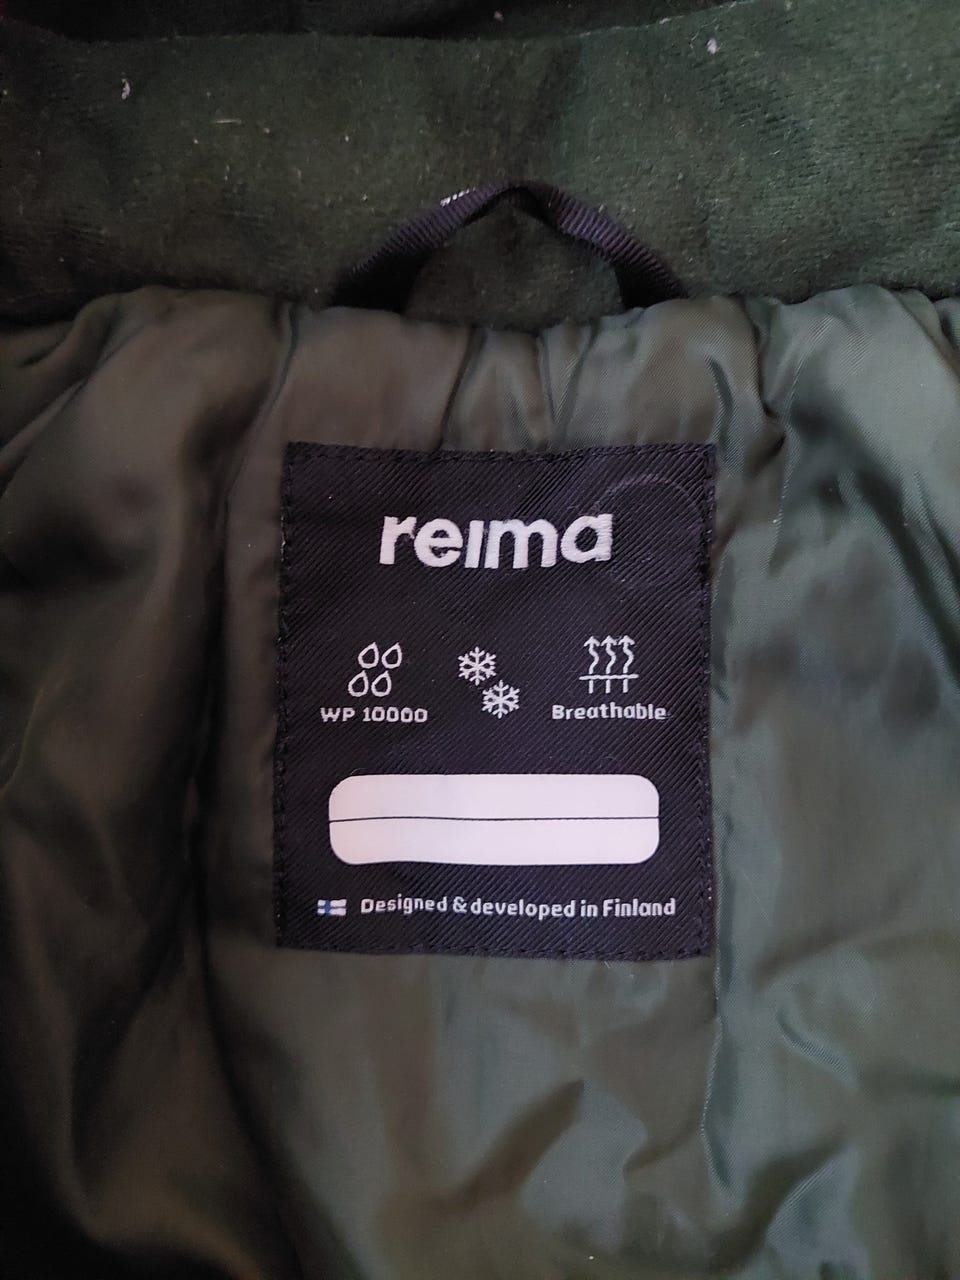 reima
WP 10000
Breathable
Designed & developed in Finland